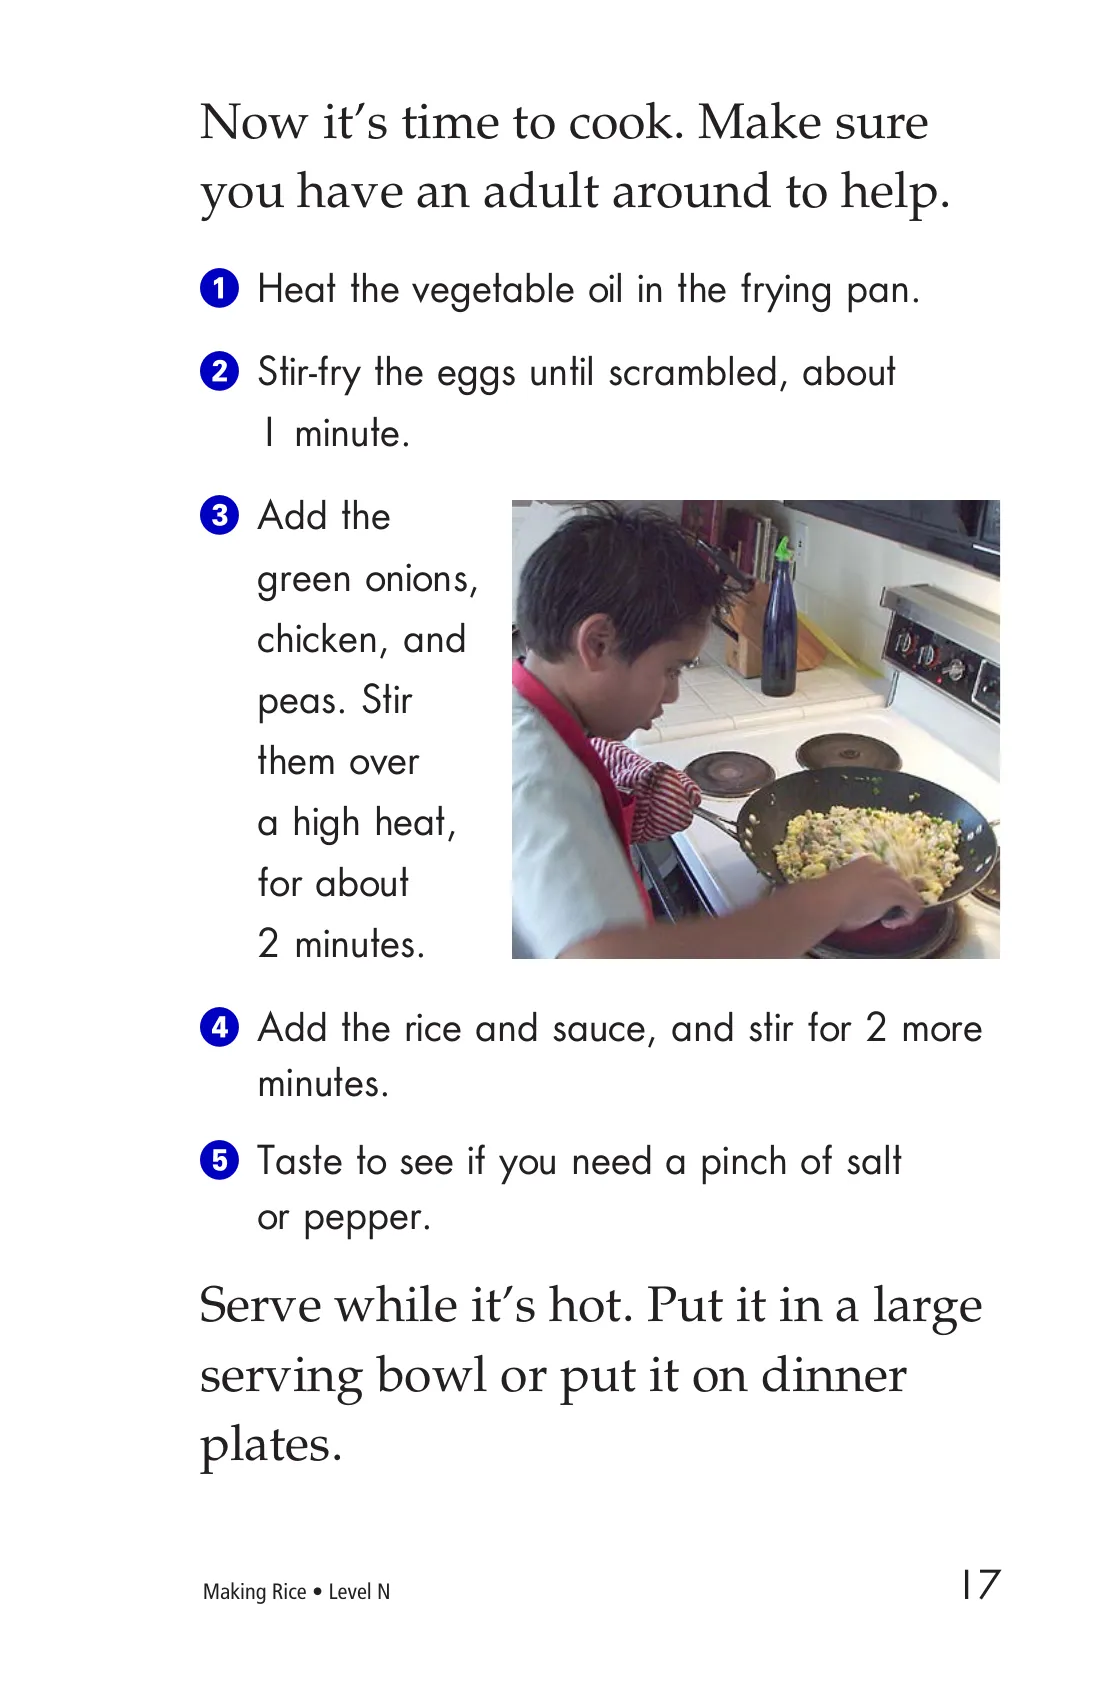 Now it’s time to cook. Make sure
you have an adult around to help.
1 Heat the vegetable oil in the frying pan.
2 Stir-fry the eggs until scrambled, about
1 minute.
3 Add the
green onions,
chicken, and
peas. Stir
them over
a high heat,
for about
2 minutes.
4 Add the rice and sauce, and stir for 2 more
minutes.
5 Taste to see if you need a pinch of salt
or pepper.
Serve while it’s hot. Put it in a large
serving bowl or put it on dinner
plates.
Making Rice • Level N
17